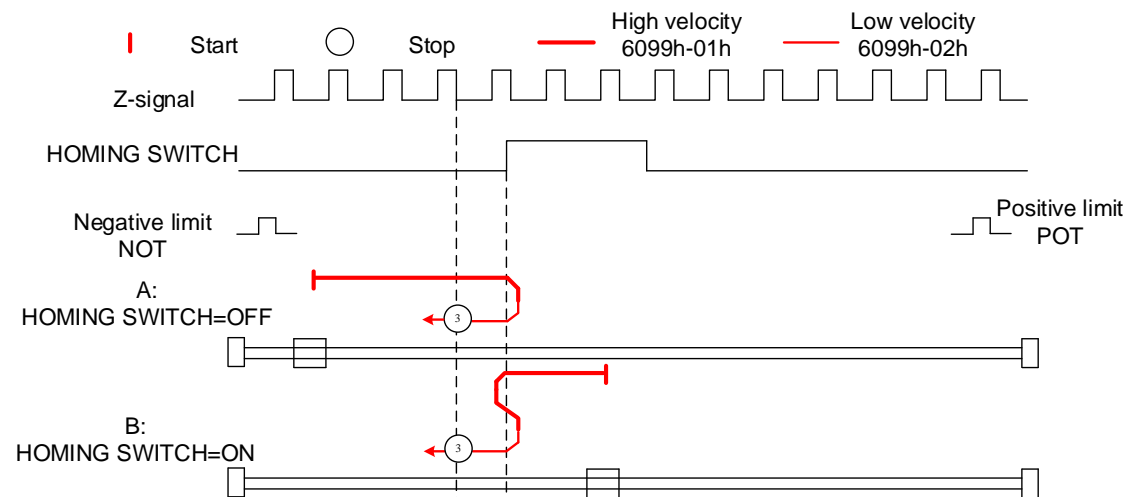 Start
Stop
High velocity
6099h-01h
Low velocity
6099h-02h
Z-signal
HOMING SWITCH
Negative limit
NOT
Positive limit
POT
A:
HOMING SWITCH=OFF
3
B:
HOMING SWITCH=ON
3